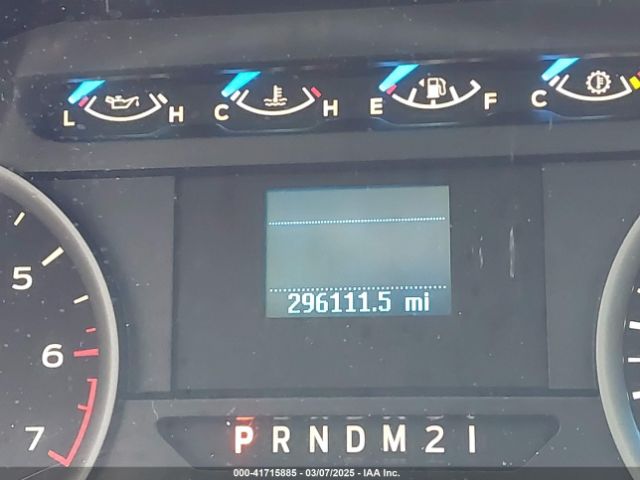 L H C H E F C
5
296111.5 mi
6
7
P R N D M 2 1
000-41715885 - 03/07/2025 - IAA Inc.